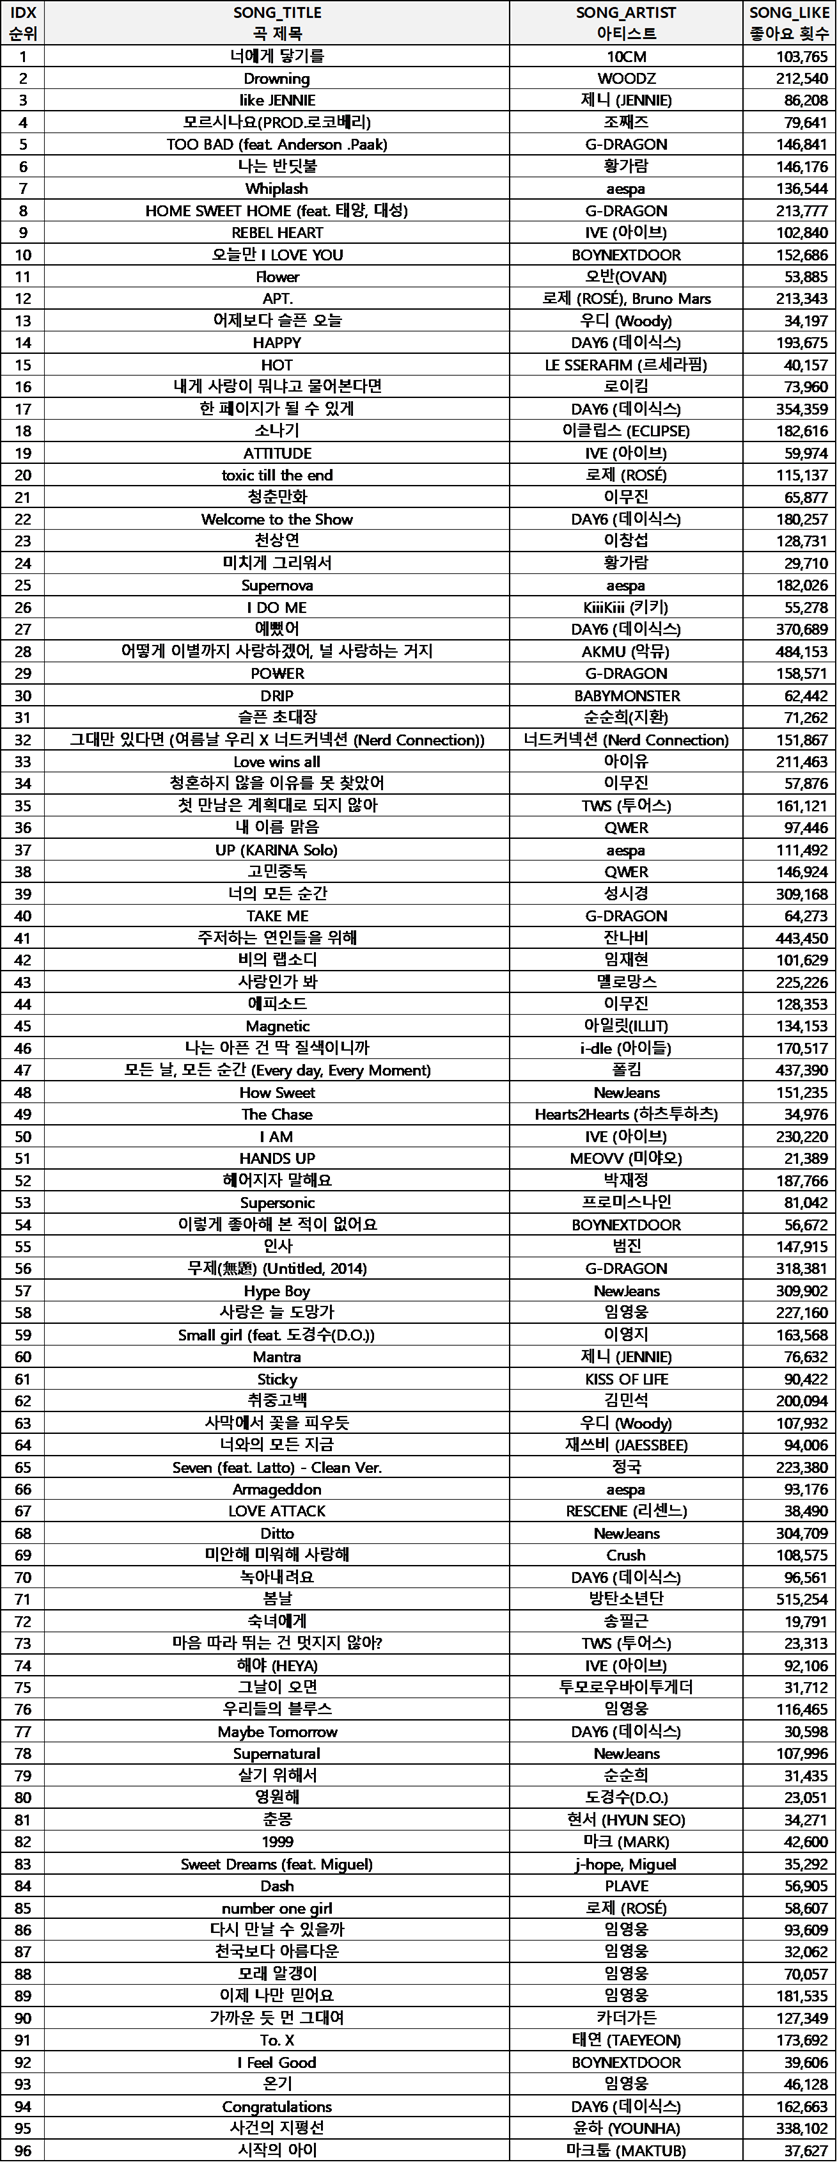 IDX SONG_TITLE SONG_ARTIST SONG_LIKE
순위 곡 제목 아티스트 좋아요 횟수
1 너에게 닿기를 10CM 103,765
2 Drowning WOODZ 212,540
3 like JENNIE 제니 (JENNIE) 86,208
4 모르시나요(PROD.로코베리) 조째즈 79,641
5 TOO BAD (feat. Anderson .Paak) G-DRAGON 146,841
6 나는 반딧불 황가람 146,176
7 Whiplash aespa 136,544
8 HOME SWEET HOME (feat. 태양, 대성) G-DRAGON 213,777
9 REBEL HEART IVE (아이브) 102,840
10 오늘만 I LOVE YOU BOYNEXTDOOR 152,686
11 Flower 오반(OVAN) 53,885
12 APT. 로제 (ROSÉ), Bruno Mars 213,343
13 어제보다 슬픈 오늘 우디 (Woody) 34,197
14 HAPPY DAY6 (데이식스) 193,675
15 HOT LE SSERAFIM (르세라핌) 40,157
16 내게 사랑이 뭐냐고 물어본다면 로이킴 73,960
17 한 페이지가 될 수 있게 DAY6 (데이식스) 354,359
18 소나기 이클립스 (ECLIPSE) 182,616
19 ATTITUDE IVE (아이브) 59,974
20 toxic till the end 로제 (ROSÉ) 115,137
21 청춘만화 이무진 65,877
22 Welcome to the Show DAY6 (데이식스) 180,257
23 천상연 이창섭 128,731
24 미치게 그리워서 황가람 29,710
25 Supernova aespa 182,026
26 I DO ME KiiiKiii (키키) 55,278
27 예뻤어 DAY6 (데이식스) 370,689
28 어떻게 이별까지 사랑하겠어, 널 사랑하는 거지 AKMU (악뮤) 484,153
29 PO₩ER G-DRAGON 158,571
30 DRIP BABYMONSTER 62,442
31 슬픈 초대장 순순희(지환) 71,262
32 그대만 있다면 (여름날 우리 X 너드커넥션 (Nerd Connection)) 너드커넥션 (Nerd Connection) 151,867
33 Love wins all 아이유 211,463
34 청혼하지 않을 이유를 못 찾았어 이무진 57,876
35 첫 만남은 계획대로 되지 않아 TWS (투어스) 161,121
36 내 이름 맑음 QWER 97,446
37 UP (KARINA Solo) aespa 111,492
38 고민중독 QWER 146,924
39 너의 모든 순간 성시경 309,168
40 TAKE ME G-DRAGON 64,273
41 주저하는 연인들을 위해 잔나비 443,450
42 비의 랩소디 임재현 101,629
43 사랑인가 봐 멜로망스 225,226
44 에피소드 이무진 128,353
45 Magnetic 아일릿(ILLIT) 134,153
46 나는 아픈 건 딱 질색이니까 i-dle (아이들) 170,517
47 모든 날, 모든 순간 (Every day, Every Moment) 폴킴 437,390
48 How Sweet NewJeans 151,235
49 The Chase Hearts2Hearts (하츠투하츠) 34,976
50 I AM IVE (아이브) 230,220
51 HANDS UP MEOVV (미야오) 21,389
52 헤어지자 말해요 박재정 187,766
53 Supersonic 프로미스나인 81,042
54 이렇게 좋아해 본 적이 없어요 BOYNEXTDOOR 56,672
55 인사 범진 147,915
56 무제(無題) (Untitled, 2014) G-DRAGON 318,381
57 Hype Boy NewJeans 309,902
58 사랑은 늘 도망가 임영웅 227,160
59 Small girl (feat. 도경수(D.O.)) 이영지 163,568
60 Mantra 제니 (JENNIE) 76,632
61 Sticky KISS OF LIFE 90,422
62 취중고백 김민석 200,094
63 사막에서 꽃을 피우듯 우디 (Woody) 107,932
64 너와의 모든 지금 재쓰비 (JAESSBEE) 94,006
65 Seven (feat. Latto) - Clean Ver. 정국 223,380
66 Armageddon aespa 93,176
67 LOVE ATTACK RESCENE (리센느) 38,490
68 Ditto NewJeans 304,709
69 미안해 미워해 사랑해 Crush 108,575
70 녹아내려요 DAY6 (데이식스) 96,561
71 봄날 방탄소년단 515,254
72 숙녀에게 송필근 19,791
73 마음 따라 뛰는 건 멋지지 않아? TWS (투어스) 23,313
74 해야 (HEYA) IVE (아이브) 92,106
75 그날이 오면 투모로우바이투게더 31,712
76 우리들의 블루스 임영웅 116,465
77 Maybe Tomorrow DAY6 (데이식스) 30,598
78 Supernatural NewJeans 107,996
79 살기 위해서 순순희 31,435
80 영원해 도경수(D.O.) 23,051
81 춘몽 현서 (HYUN SEO) 34,271
82 1999 마크 (MARK) 42,600
83 Sweet Dreams (feat. Miguel) j-hope, Miguel 35,292
84 Dash PLAVE 56,905
85 number one girl 로제 (ROSÉ) 58,607
86 다시 만날 수 있을까 임영웅 93,609
87 천국보다 아름다운 임영웅 32,062
88 모래 알갱이 임영웅 70,057
89 이제 나만 믿어요 임영웅 181,535
90 가까운 듯 먼 그대여 카더가든 127,349
91 To. X 태연 (TAEYEON) 173,692
92 I Feel Good BOYNEXTDOOR 39,606
93 온기 임영웅 46,128
94 Congratulations DAY6 (데이식스) 162,663
95 사건의 지평선 윤하 (YOUNHA) 338,102
96 시작의 아이 마크툽 (MAKTUB) 37,627